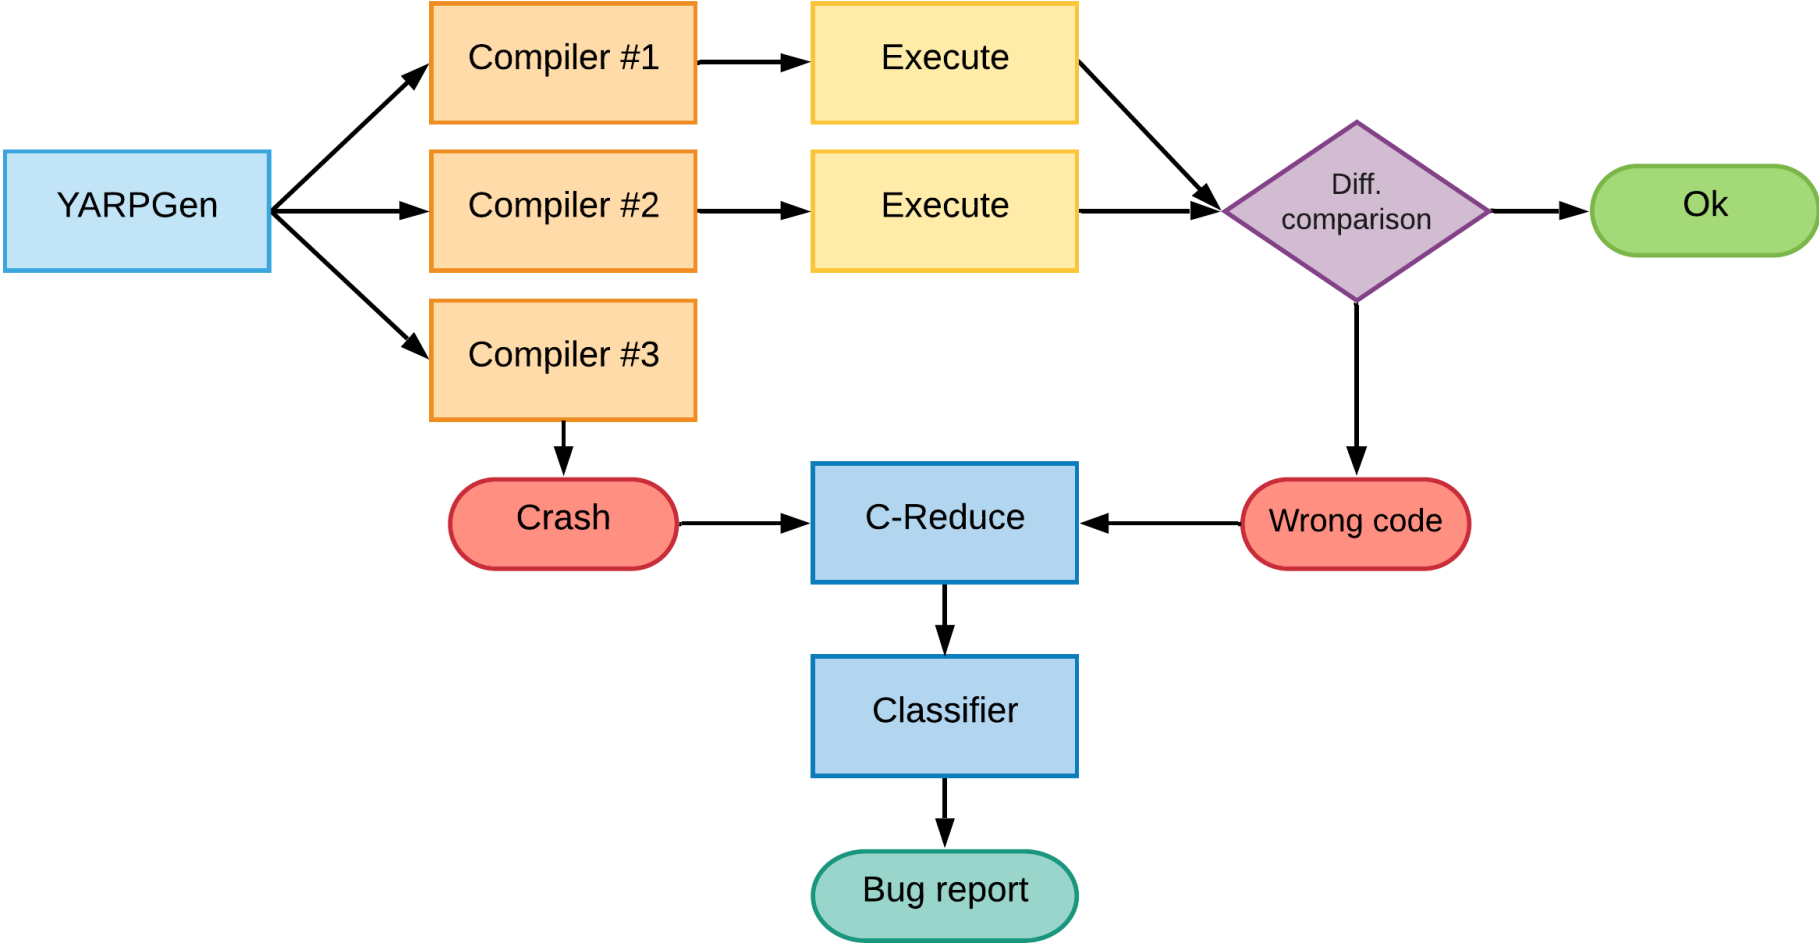 Compiler #1
Execute
YARPGen
Compiler #2
Execute
Diff.
comparison
Ok
Compiler #3
Crash
C-Reduce
Wrong code
Classifier
Bug report